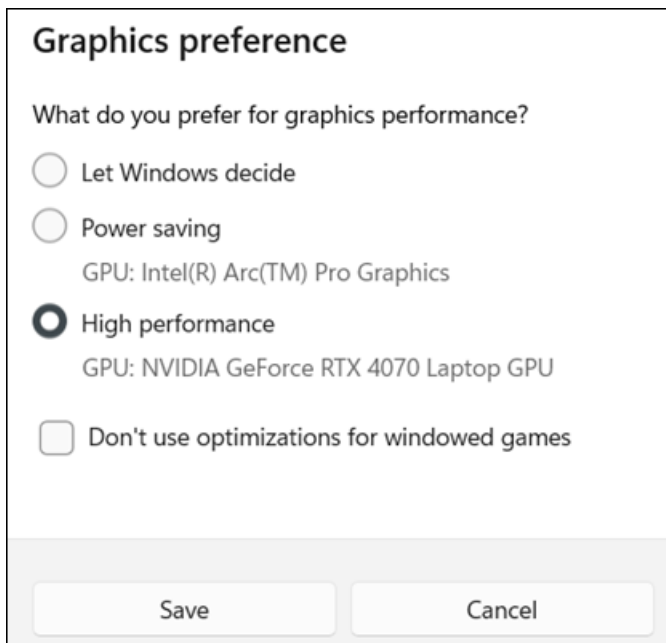 Graphics preference
What do you prefer for graphics performance?
Let Windows decide
Power saving
GPU: Intel(R) Arc(TM) Pro Graphics
High performance
GPU: NVIDIA GeForce RTX 4070 Laptop GPU
Don't use optimizations for windowed games
Save
Cancel